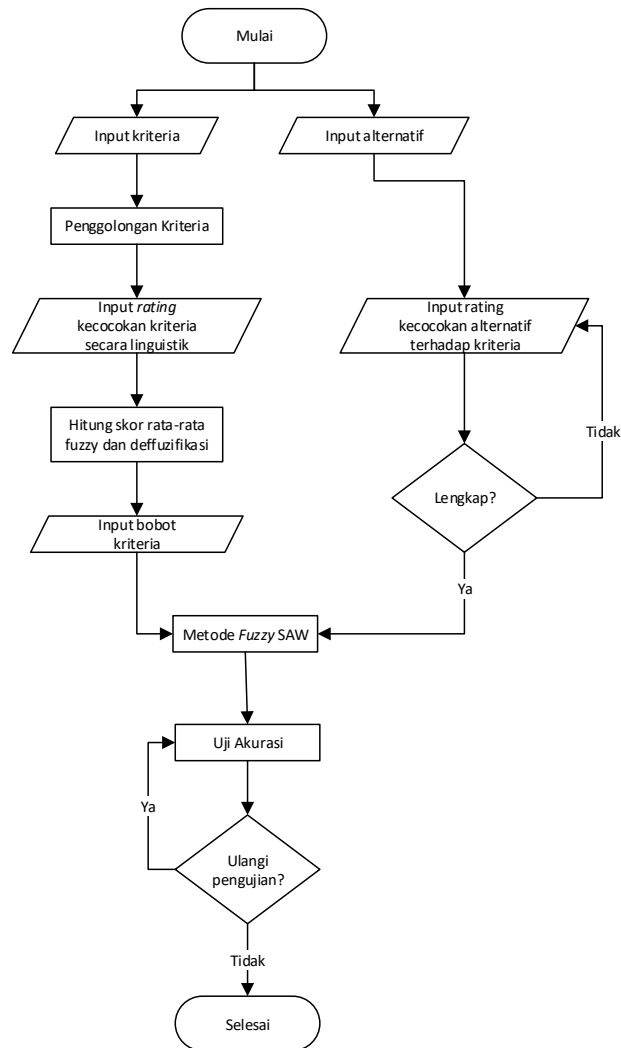 Mulai
Input kriteria
Input alternatif
Penggolongan Kriteria
Input rating
kecocokan kriteria
secara linguistik
Input rating
kecocokan alternatif
terhadap kriteria
Hitung skor rata-rata
fuzzy dan deffuzifikasi
Tidak
Lengkap?
Input bobot
kriteria
Ya
Metode Fuzzy SAW
Uji Akurasi
Ya
Ulangi
pengujian?
Tidak
Selesai